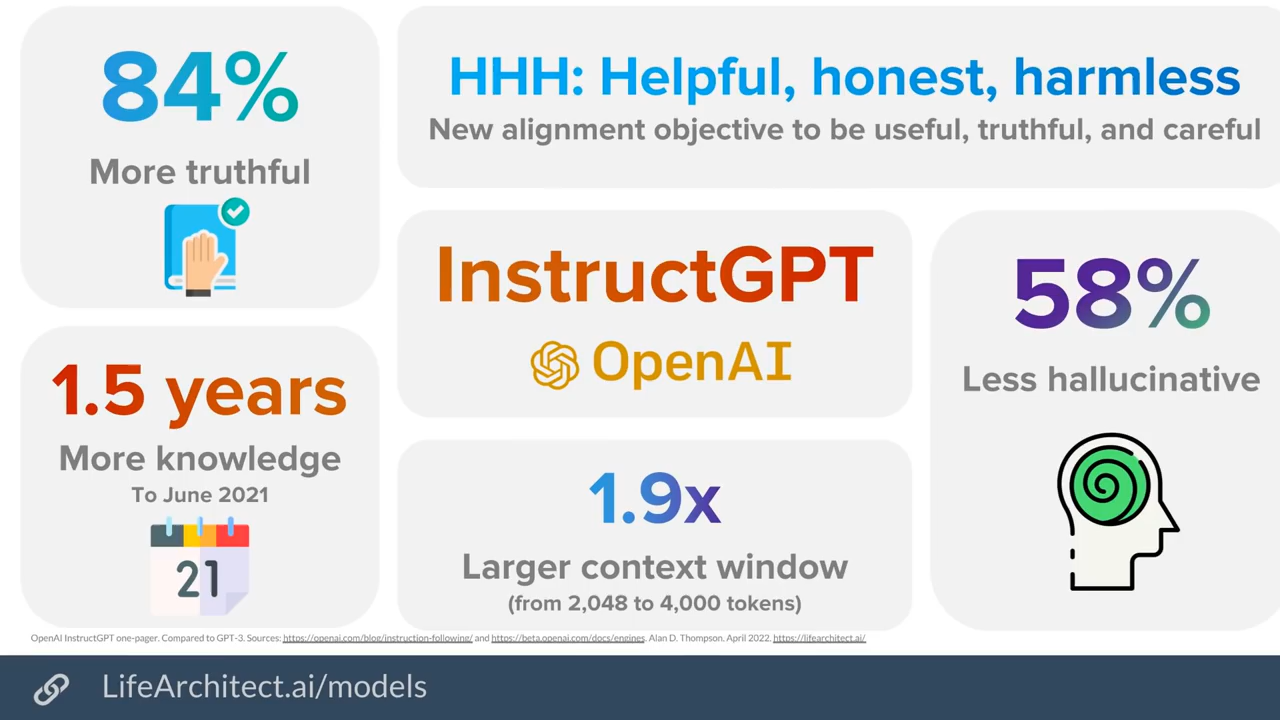 84%
More truthful
HHH: Helpful, honest, harmless
New alignment objective to be useful, truthful, and careful
InstructGPT
OpenAI
58%
Less hallucinative
1.5 years
More knowledge
To June 2021
21
1.9x
Larger context window
(from 2,048 to 4,000 tokens)
OpenAI InstructGPT one-pager. Compared to GPT-3. Sources: https://openai.com/blog/instruction-following/ and https://beta.openai.com/docs/engines. Alan D. Thompson. April 2022. https://lifearchitect.ai/
LifeArchitect.ai/models